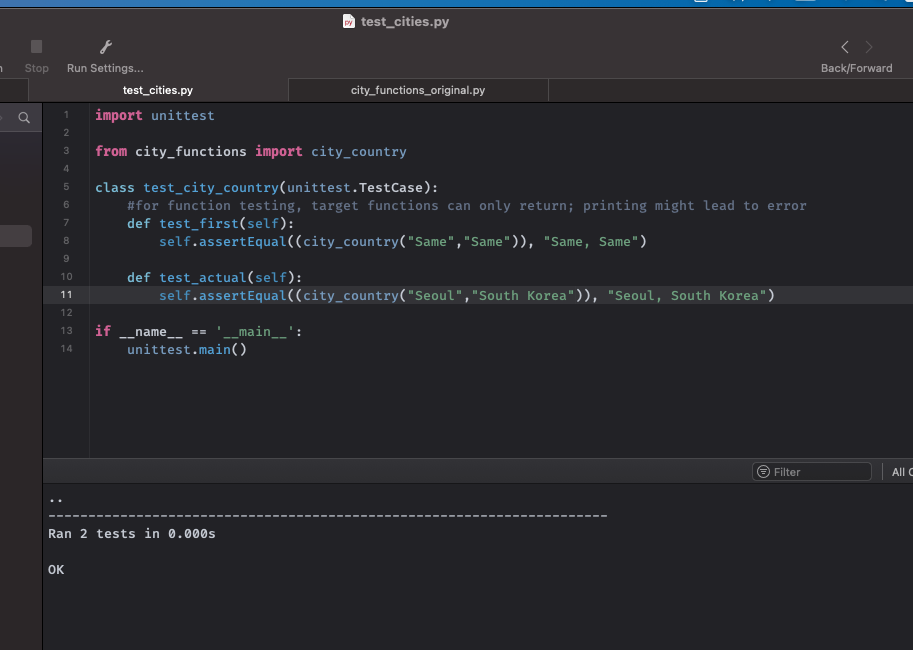 py test_cities.py
Stop Run Settings... Back/Forward
test_cities.py city_functions_original.py
1 import unittest
2
3 from city_functions import city_country
4
5 class test_city_country(unittest.TestCase):
6 #for function testing, target functions can only return; printing might lead to error
7 def test_first(self):
8 self.assertEqual((city_country("Same","Same")), "Same, Same")
9
10 def test_actual(self):
11 self.assertEqual((city_country("Seoul","South Korea")), "Seoul, South Korea")
12
13 if __name__ == '__main__':
14 unittest.main()
Filter All
..
----------------------------------------------------------------------
Ran 2 tests in 0.000s
OK